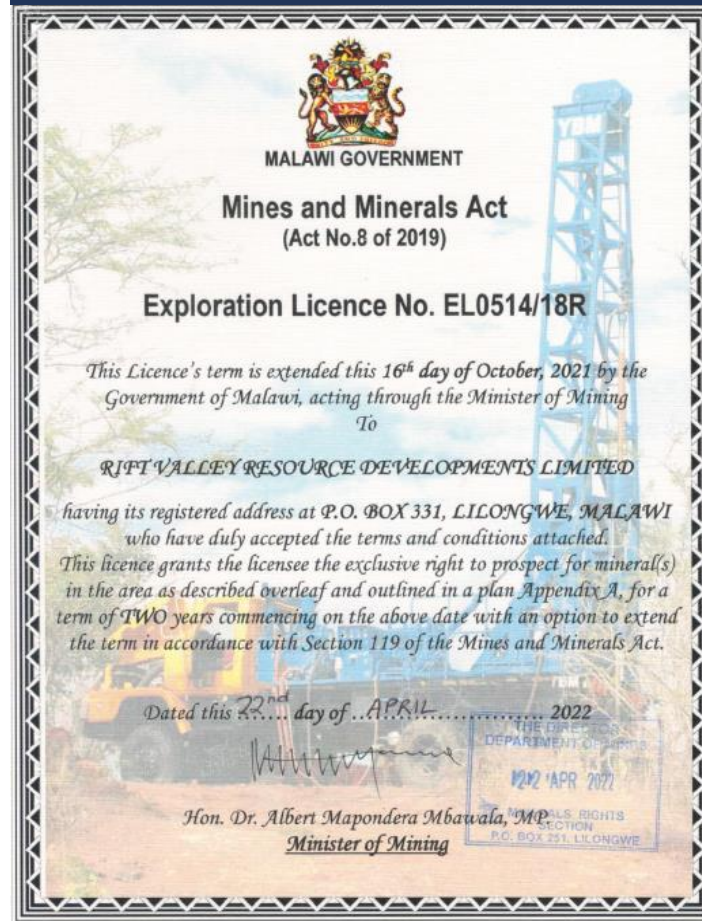 MALAWI GOVERNMENT
Mines and Minerals Act
(Act No.8 of 2019)
Exploration Licence No. EL0514/18R
This Licence's term is extended this 16th day of October, 2021 by the
Government of Malawi, acting through the Minister of Mining
To
RIFT VALLEY RESOURCE DEVELOPMENTS LIMITED
having its registered address at P.O. BOX 331, LILONGWE, MALAWI
who have duly accepted the terms and conditions attached.
This licence grants the licensee the exclusive right to prospect for mineral(s)
in the area as described overleaf and outlined in a plan Appendix A, for a
term of TWO years commencing on the above date with an option to extend
the term in accordance with Section 119 of the Mines and Minerals Act.
Dated this 22nd day of APRIL 2022
THE DIRECTOR
DEPARTMENT OF MINES
APR 2022
MINERALS RIGHTS
SECTION
P.O. BOX 251, LILONGWE
Hon. Dr. Albert Mapondera Mbawala, MP.
Minister of Mining